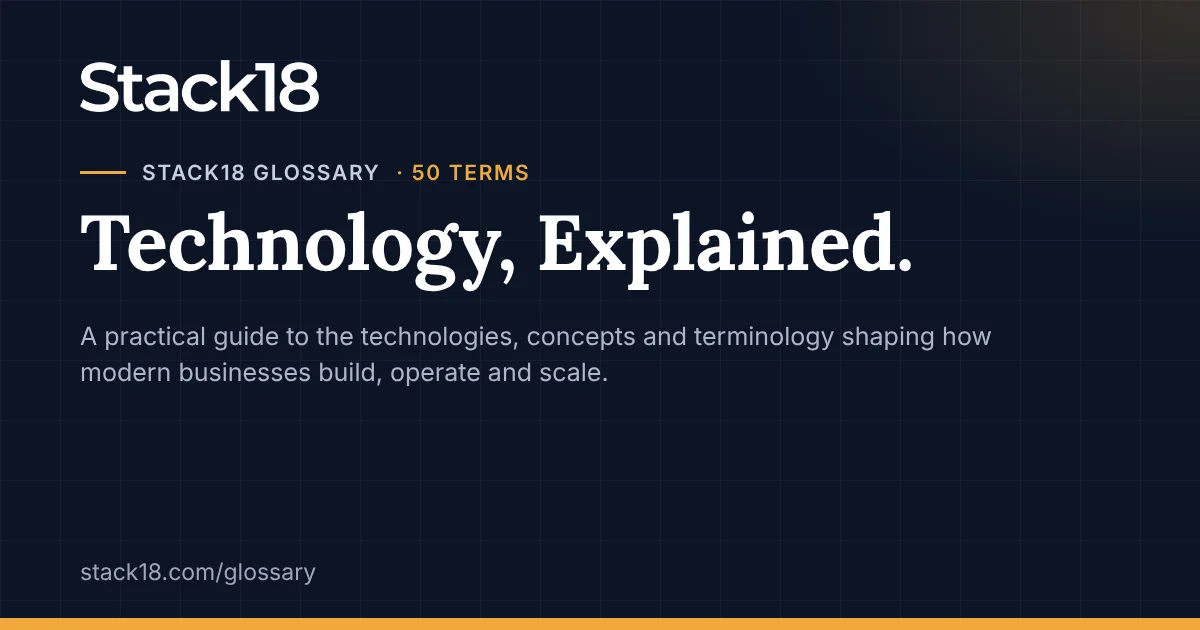 Stack18
STACK18 GLOSSARY · 50 TERMS
Technology, Explained.
A practical guide to the technologies, concepts and terminology shaping how
modern businesses build, operate and scale.
stack18.com/glossary